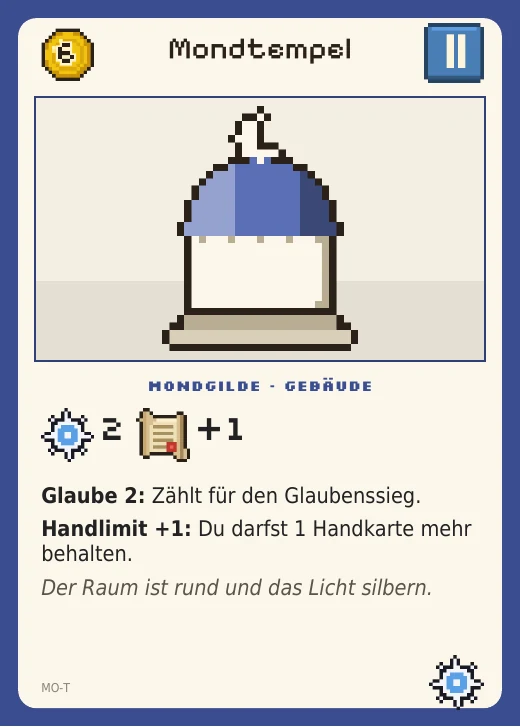 Mondtempel
II
MONDGILDE - GEBÄUDE
2 +1
Glaube 2: Zählt für den Glaubenssieg.
Handlimit +1: Du darfst 1 Handkarte mehr
behalten.
Der Raum ist rund und das Licht silbern.
MO-T